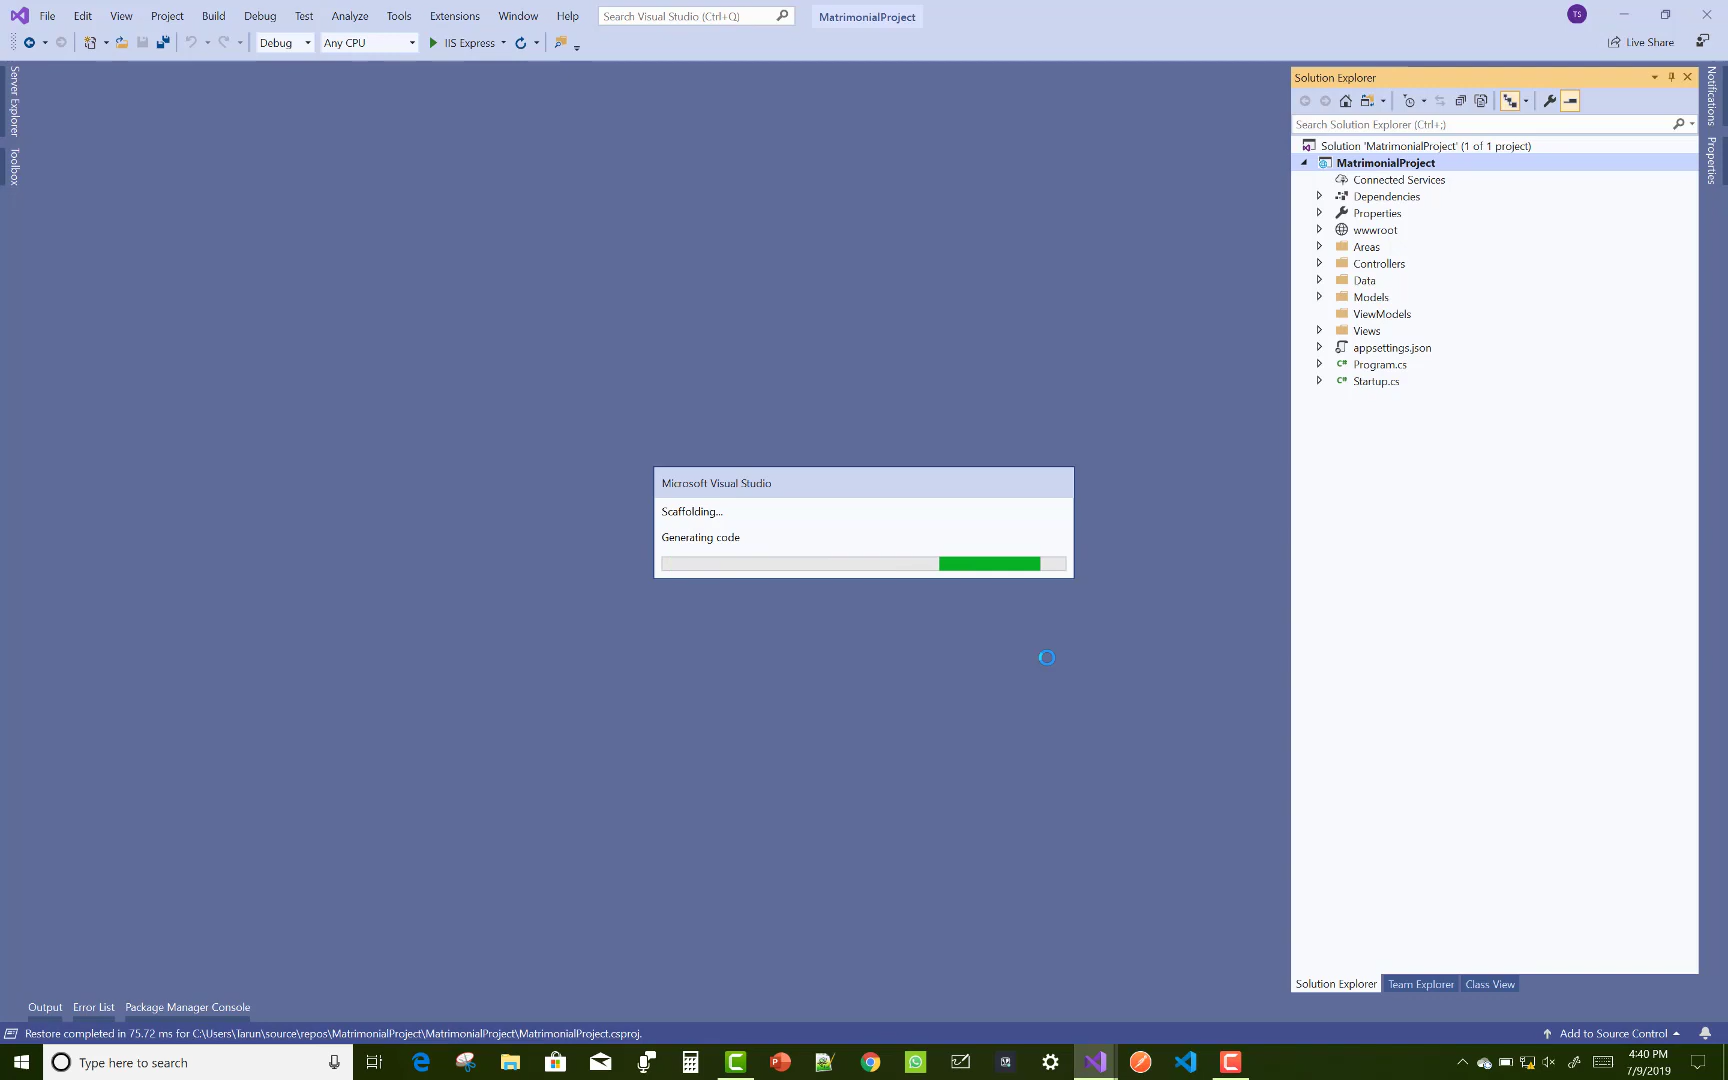 File Edit View Project Build Debug Test Analyze Tools Extensions Window Help Search Visual Studio (Ctrl+Q) MatrimonialProject TS
Debug Any CPU IIS Express Live Share
Server Explorer
Toolbox
Solution Explorer
Search Solution Explorer (Ctrl+;)
Solution 'MatrimonialProject' (1 of 1 project)
MatrimonialProject
Connected Services
Dependencies
Properties
wwwroot
Areas
Controllers
Data
Models
ViewModels
Views
appsettings.json
C# Program.cs
C# Startup.cs
Notifications
Properties
Microsoft Visual Studio
Scaffolding...
Generating code
Solution Explorer Team Explorer Class View
Output Error List Package Manager Console
Restore completed in 75.72 ms for C:\Users\Tarun\source\repos\MatrimonialProject\MatrimonialProject\MatrimonialProject.csproj. Add to Source Control
Type here to search
4:40 PM
7/9/2019